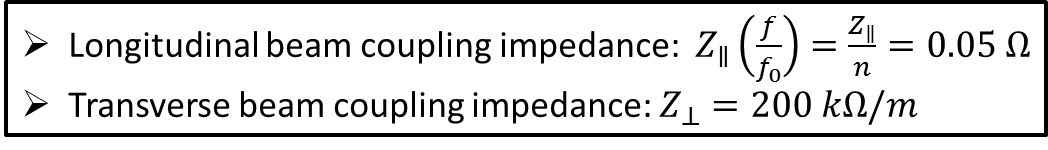 ➢ Longitudinal beam coupling impedance: Z∥ (f/f₀) = Z∥/n = 0.05 Ω
➢ Transverse beam coupling impedance: Z⊥ = 200 kΩ/m